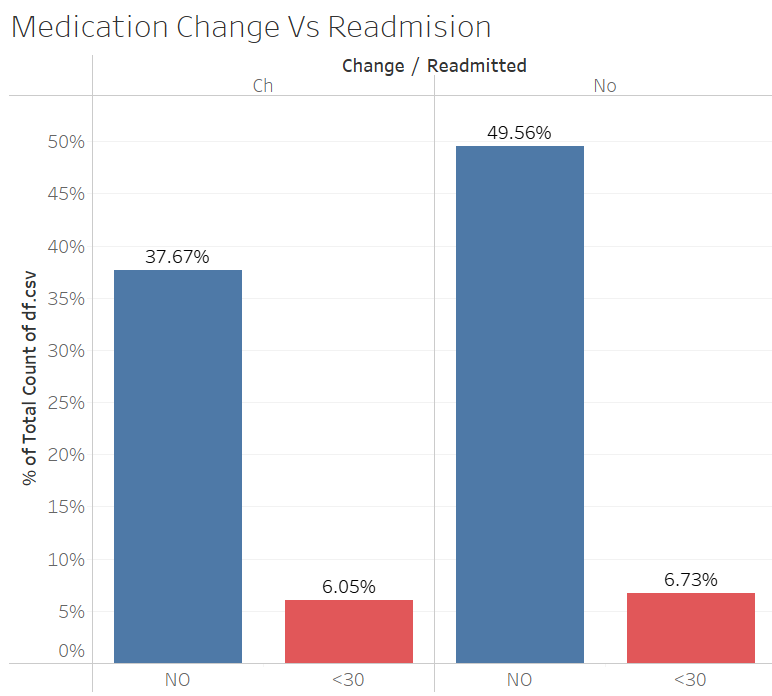 Medication Change Vs Readmision
Change / Readmitted
Ch
No
% of Total Count of df.csv
50%
45%
40%
35%
30%
25%
20%
15%
10%
5%
0%
37.67%
6.05%
49.56%
6.73%
NO
<30
NO
<30